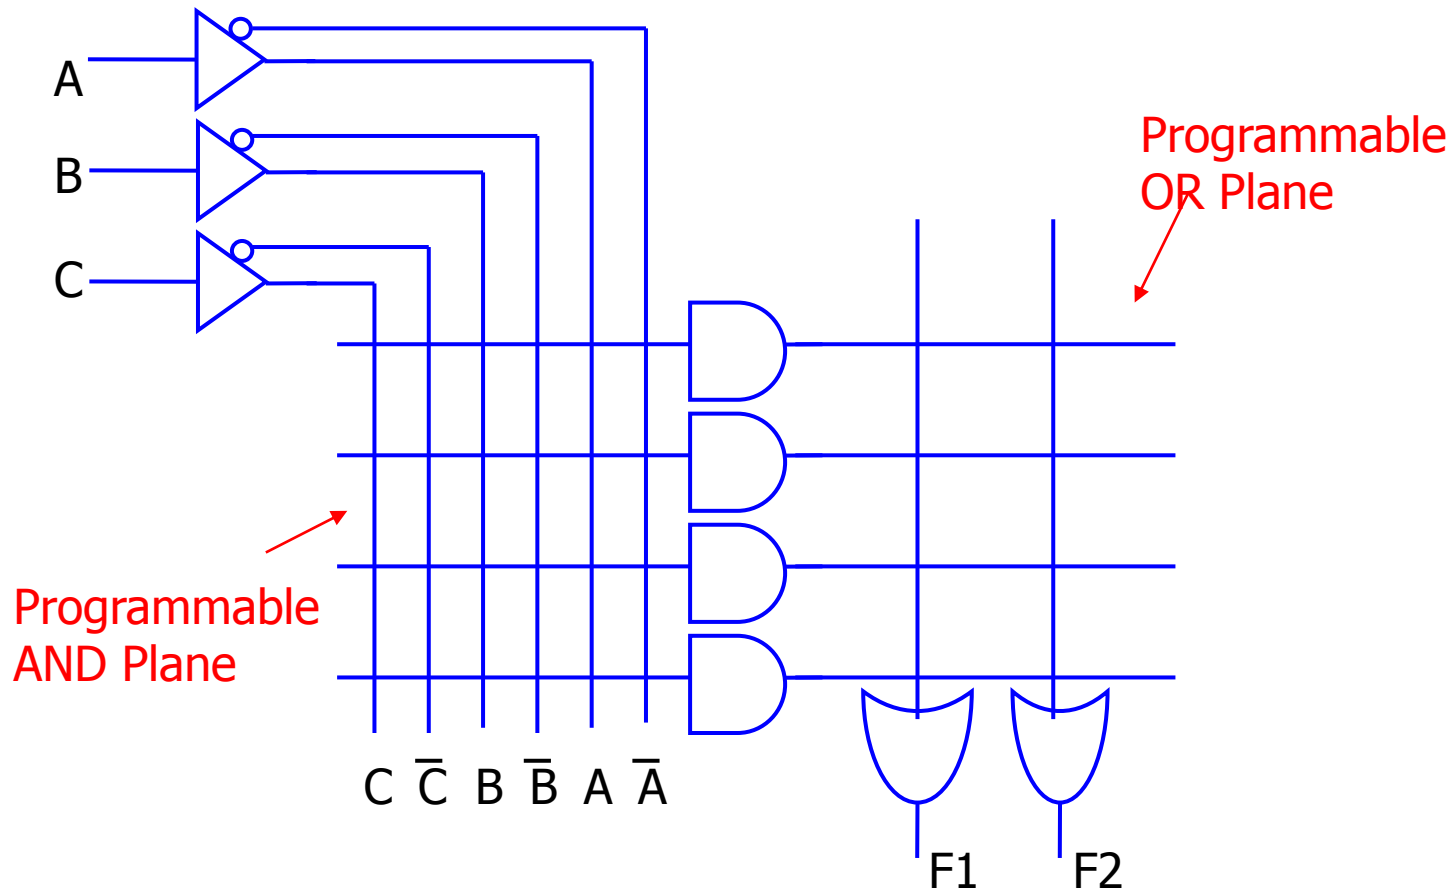 A
Programmable
OR Plane
B
C
Programmable
AND Plane
C C̅ B B̅ A A̅
F1 F2